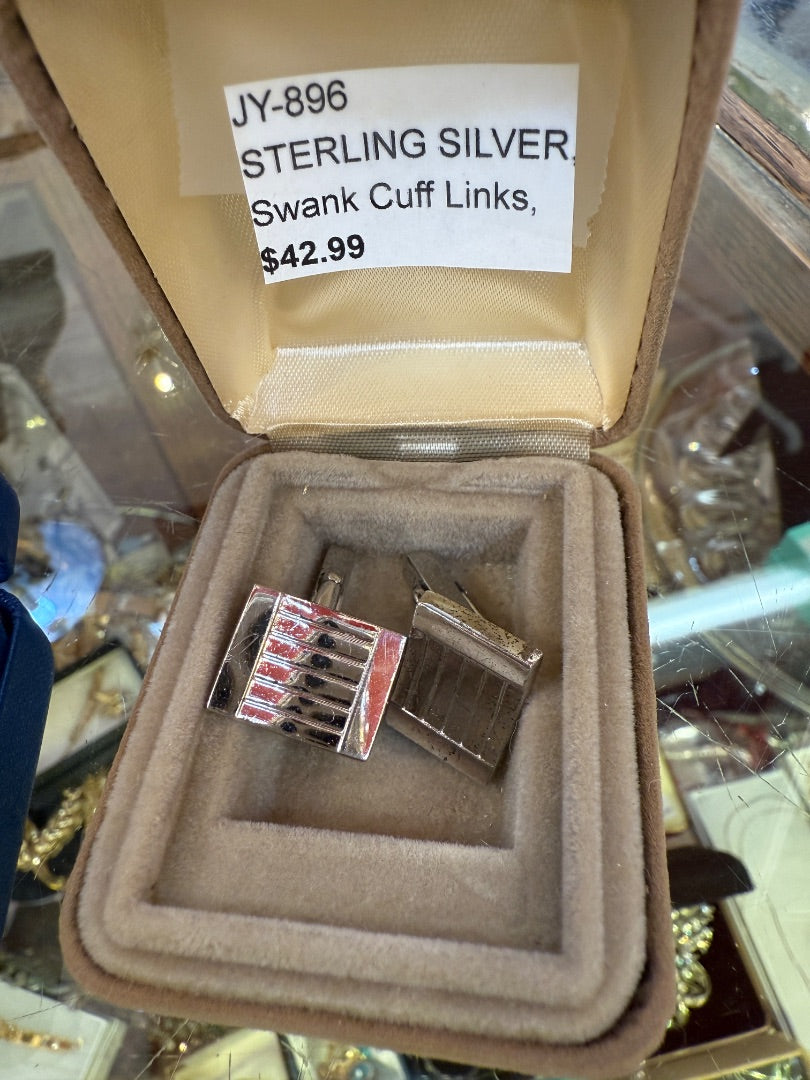 JY-896
STERLING SILVER,
Swank Cuff Links,
$42.99